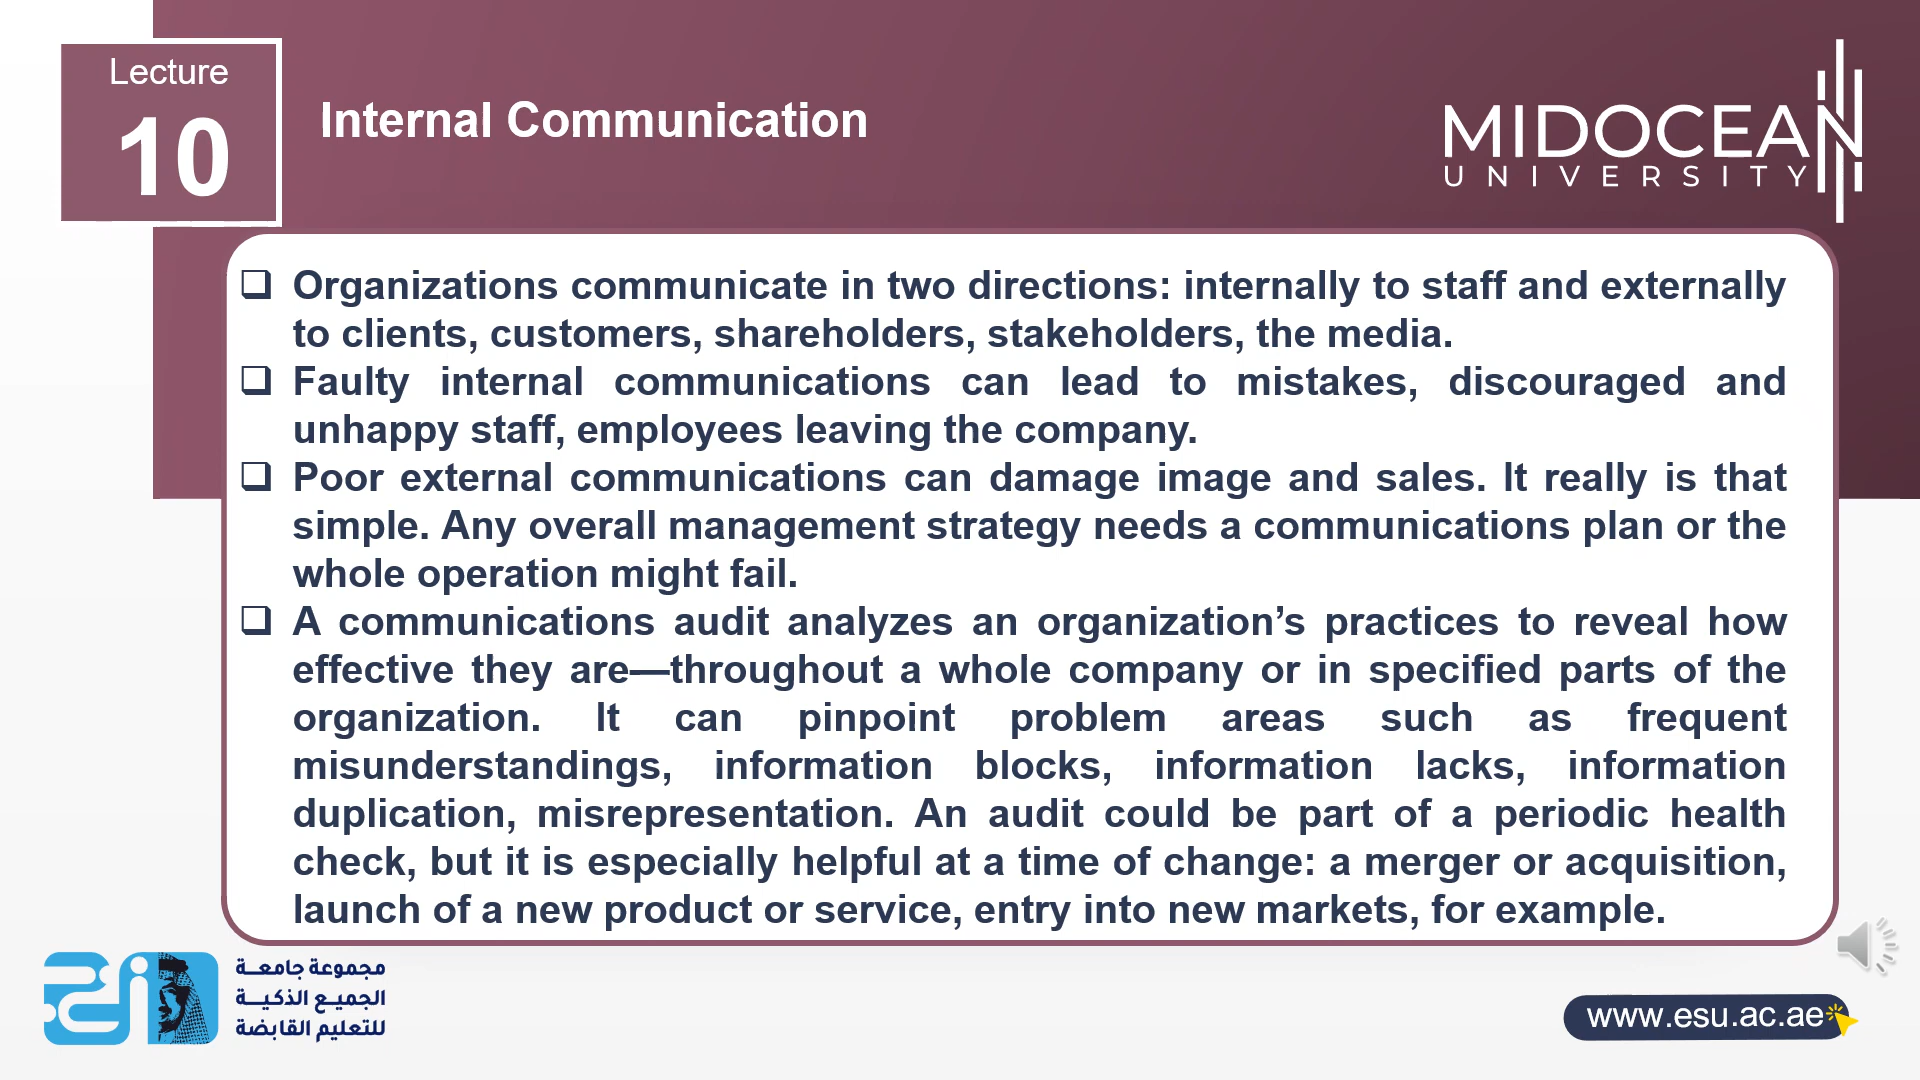 Lecture
10
Internal Communication
MIDOCEAN
UNIVERSITY
❑ Organizations communicate in two directions: internally to staff and externally
to clients, customers, shareholders, stakeholders, the media.
❑ Faulty internal communications can lead to mistakes, discouraged and
unhappy staff, employees leaving the company.
❑ Poor external communications can damage image and sales. It really is that
simple. Any overall management strategy needs a communications plan or the
whole operation might fail.
❑ A communications audit analyzes an organization’s practices to reveal how
effective they are—throughout a whole company or in specified parts of the
organization. It can pinpoint problem areas such as frequent
misunderstandings, information blocks, information lacks, information
duplication, misrepresentation. An audit could be part of a periodic health
check, but it is especially helpful at a time of change: a merger or acquisition,
launch of a new product or service, entry into new markets, for example.
مجموعة جامعـــة
الجميـع الذكيـــة
للتعليم القابضة
www.esu.ac.ae